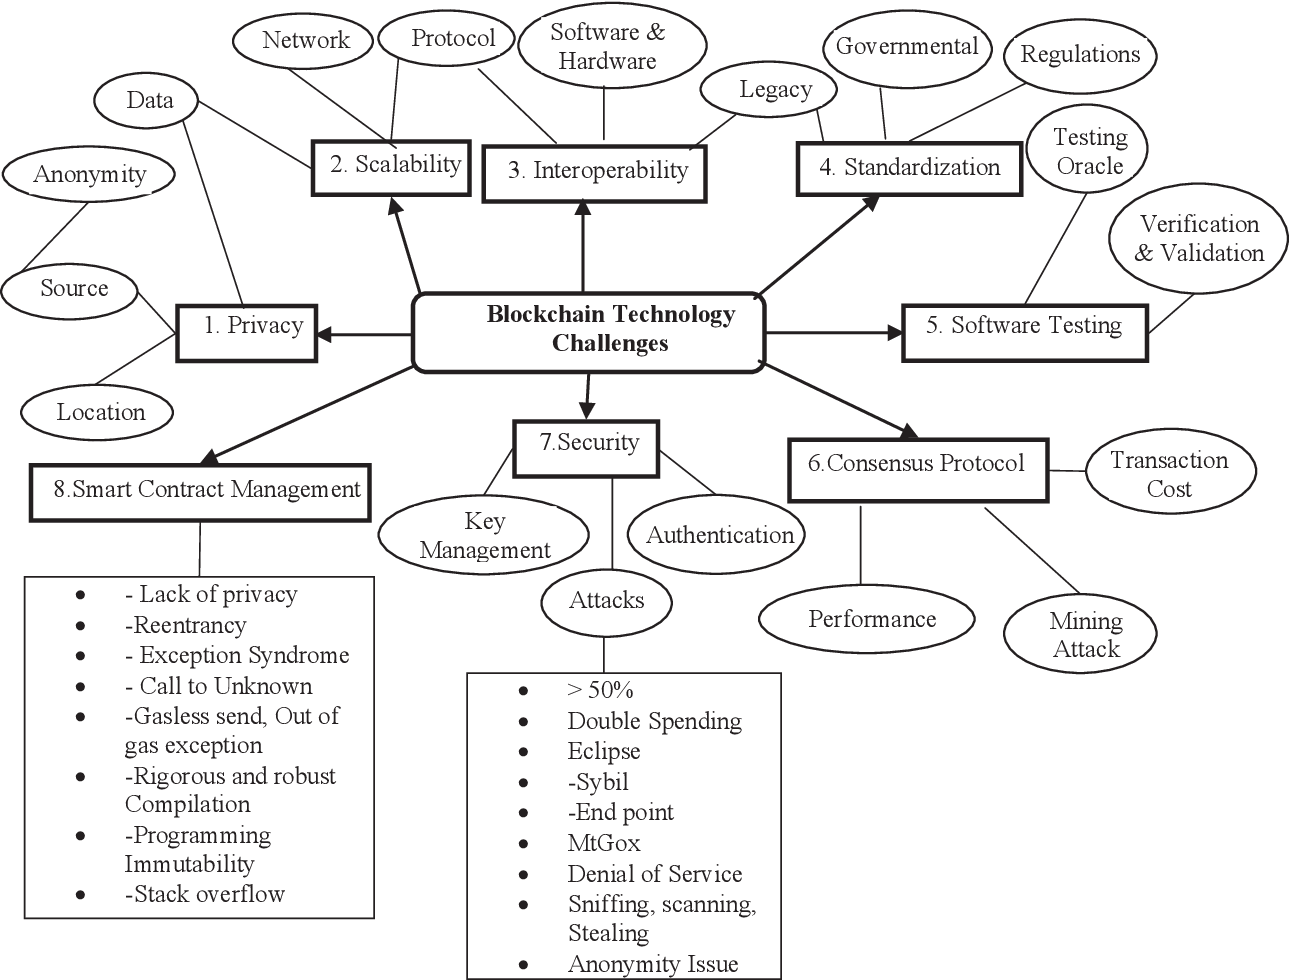 Network
Protocol
Software &
Hardware
Governmental
Regulations
Data
Legacy
Testing
Oracle
Anonymity
2. Scalability
3. Interoperability
4. Standardization
Verification
& Validation
Source
1. Privacy
Blockchain Technology
Challenges
5. Software Testing
Location
7.Security
6.Consensus Protocol
Transaction
Cost
8.Smart Contract Management
Key
Management
Authentication
Attacks
Performance
Mining
Attack
• - Lack of privacy
• -Reentrancy
• - Exception Syndrome
• - Call to Unknown
• -Gasless send, Out of
gas exception
• -Rigorous and robust
Compilation
• -Programming
Immutability
• -Stack overflow
• > 50%
• Double Spending
• Eclipse
• -Sybil
• -End point
• MtGox
• Denial of Service
• Sniffing, scanning,
Stealing
• Anonymity Issue